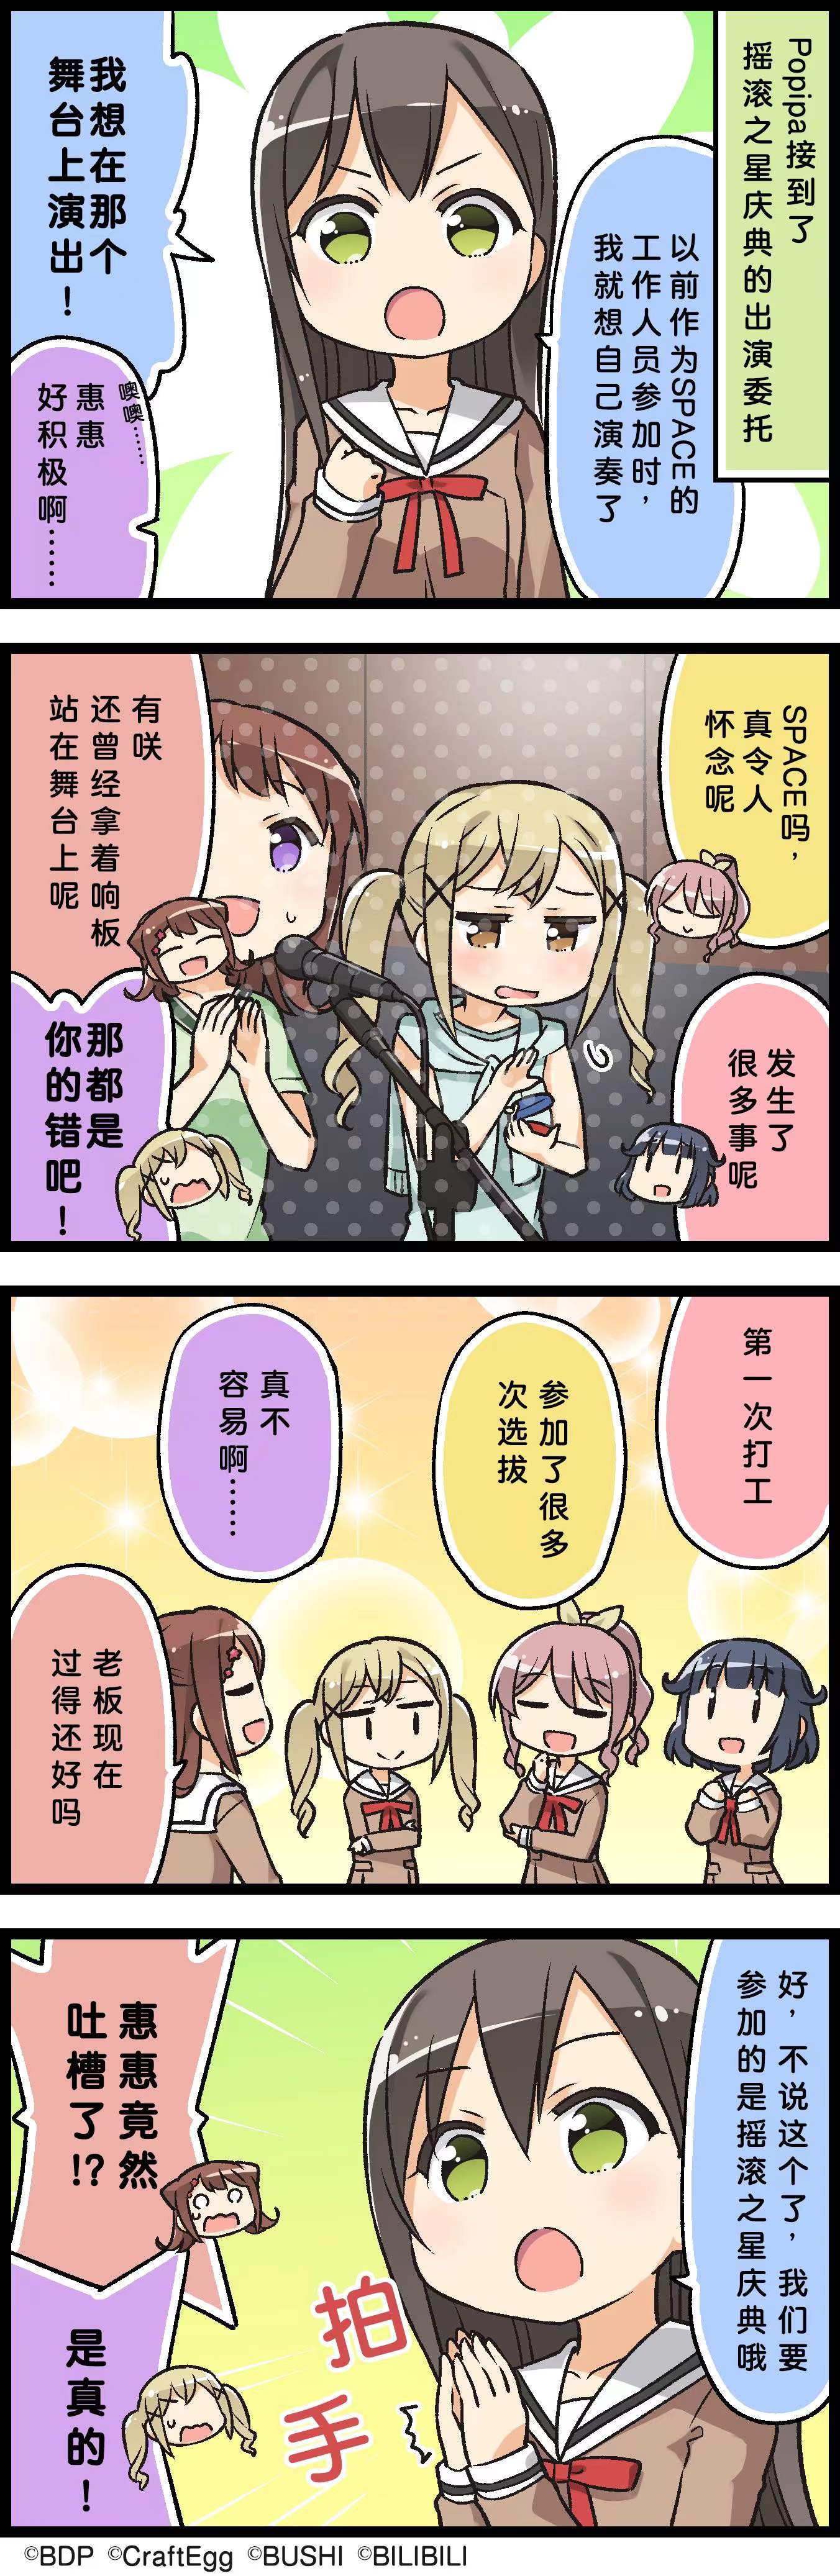 Popipa接到了
摇滚之星庆典的出演委托
以前作为SPACE的
工作人员参加时，
我就想自己演奏了
我想在那个
舞台上演出！
噢噢……
惠惠
好积极啊……
SPACE吗，
真令人
怀念呢
发生了
很多事呢
有咲
还曾经拿着响板
站在舞台上呢
那都是
你的错吧！
第一次打工
参加了很多
次选拔
真不
容易啊……
老板现在
过得还好吗
好，不说这个了，我们要
参加的是摇滚之星庆典哦
拍手
惠惠竟然
吐槽了!?
是真的！
©BDP ©CraftEgg ©BUSHI ©BILIBILI